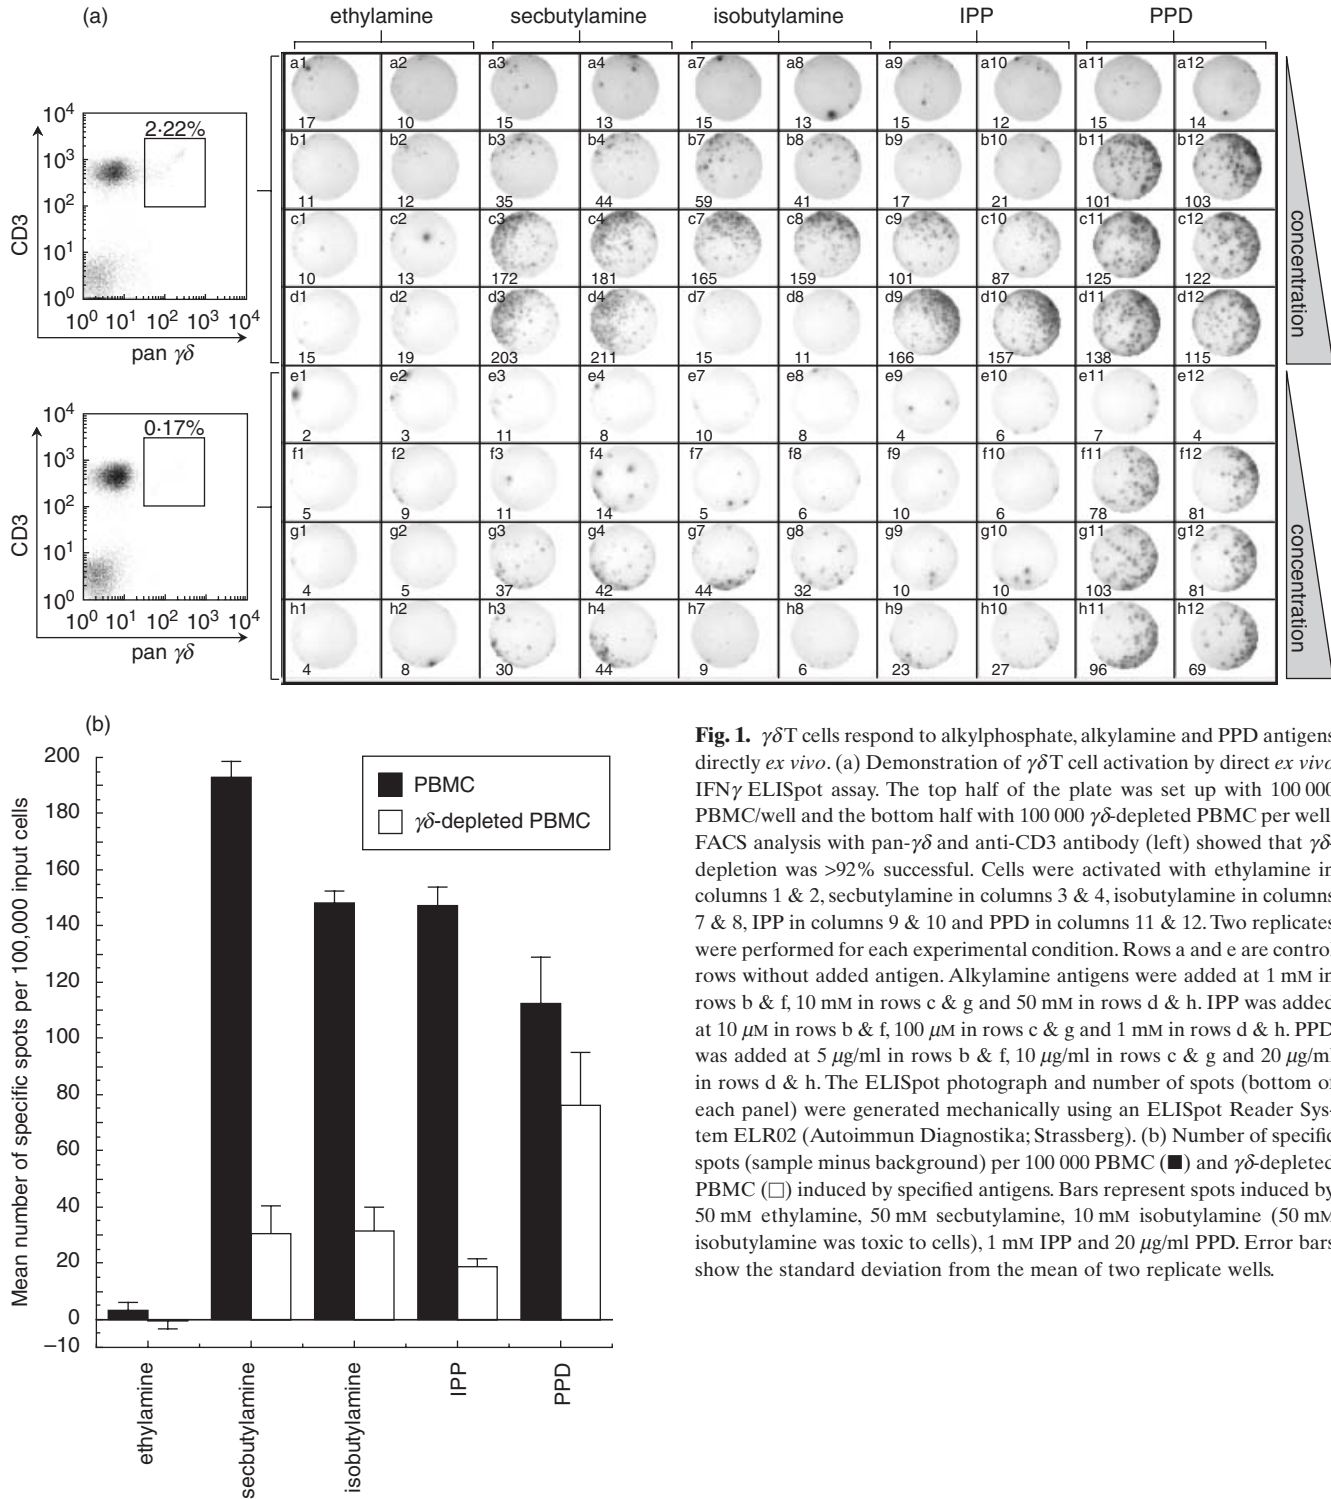 (a)
ethylamine secbutylamine isobutylamine IPP PPD
a1 a2 a3 a4 a7 a8 a9 a10 a11 a12
17 10 15 13 15 13 15 12 15 14
b1 b2 b3 b4 b7 b8 b9 b10 b11 b12
11 12 35 44 59 41 17 21 101 103
c1 c2 c3 c4 c7 c8 c9 c10 c11 c12
10 13 172 181 165 159 101 87 125 122
d1 d2 d3 d4 d7 d8 d9 d10 d11 d12
15 19 203 211 15 11 166 157 138 115
e1 e2 e3 e4 e7 e8 e9 e10 e11 e12
2 3 11 8 10 8 4 6 7 4
f1 f2 f3 f4 f7 f8 f9 f10 f11 f12
5 9 11 14 5 6 10 6 78 81
g1 g2 g3 g4 g7 g8 g9 g10 g11 g12
4 5 37 42 44 32 10 10 103 81
h1 h2 h3 h4 h7 h8 h9 h10 h11 h12
4 8 30 44 9 6 23 27 96 69
concentration
concentration
2·22%
10⁴
10³
10²
10¹
10⁰
CD3
10⁰ 10¹ 10² 10³ 10⁴
pan γδ
0·17%
10⁴
10³
10²
10¹
10⁰
CD3
10⁰ 10¹ 10² 10³ 10⁴
pan γδ
(b)
Mean number of specific spots per 100,000 input cells
200
180
160
140
120
100
80
60
40
20
0
–10
PBMC
γδ-depleted PBMC
ethylamine
secbutylamine
isobutylamine
IPP
PPD
Fig. 1. γδ T cells respond to alkylphosphate, alkylamine and PPD antigens
directly ex vivo. (a) Demonstration of γδ T cell activation by direct ex vivo
IFNγ ELISpot assay. The top half of the plate was set up with 100 000
PBMC/well and the bottom half with 100 000 γδ-depleted PBMC per well.
FACS analysis with pan-γδ and anti-CD3 antibody (left) showed that γδ-
depletion was >92% successful. Cells were activated with ethylamine in
columns 1 & 2, secbutylamine in columns 3 & 4, isobutylamine in columns
7 & 8, IPP in columns 9 & 10 and PPD in columns 11 & 12. Two replicates
were performed for each experimental condition. Rows a and e are control
rows without added antigen. Alkylamine antigens were added at 1 mM in
rows b & f, 10 mM in rows c & g and 50 mM in rows d & h. IPP was added
at 10 μM in rows b & f, 100 μM in rows c & g and 1 mM in rows d & h. PPD
was added at 5 μg/ml in rows b & f, 10 μg/ml in rows c & g and 20 μg/ml
in rows d & h. The ELISpot photograph and number of spots (bottom of
each panel) were generated mechanically using an ELISpot Reader Sys-
tem ELR02 (Autoimmun Diagnostika; Strassberg). (b) Number of specific
spots (sample minus background) per 100 000 PBMC (■) and γδ-depleted
PBMC (□) induced by specified antigens. Bars represent spots induced by
50 mM ethylamine, 50 mM secbutylamine, 10 mM isobutylamine (50 mM
isobutylamine was toxic to cells), 1 mM IPP and 20 μg/ml PPD. Error bars
show the standard deviation from the mean of two replicate wells.